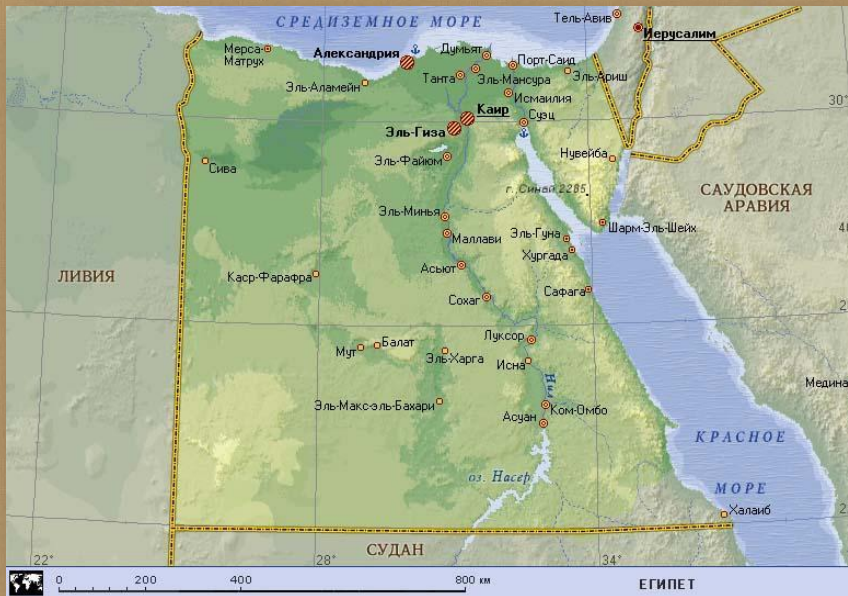 СРЕДИЗЕМНОЕ МОРЕ
Тель-Авив
Иерусалим
Мерса-
Матрух
Александрия
Думьят
Порт-Саид
Эль-Ариш
Эль-Аламейн
Танта
Эль-Мансура
Исмаилия
30°
Каир
Суэц
Эль-Гиза
Сива
Эль-Файюм
Нувейба
г. Синай 2285
САУДОВСКАЯ
АРАВИЯ
Эль-Минья
Маллави
Эль-Гуна
Шарм-Эль-Шейх
Хургада
ЛИВИЯ
Каср-Фарафра
Асьют
Сохаг
Сафага
Луксор
Мут
Балат
Эль-Харга
Исна
Нил
Медина
Эль-Макс-эль-Бахари
Ком-Омбо
Асуан
КРАСНОЕ
МОРЕ
оз. Насер
Халаиб
СУДАН
22°
28°
34°
0 200 400 800 км
ЕГИПЕТ